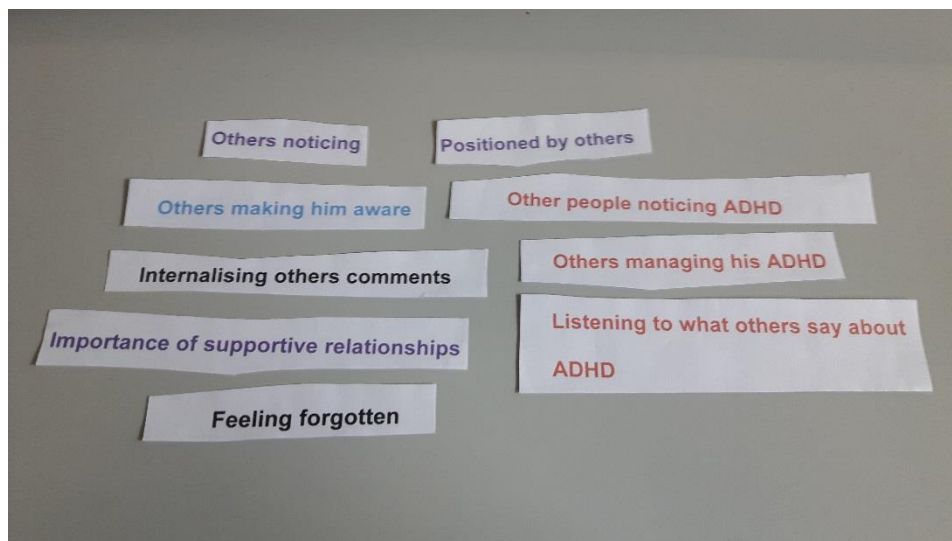 Others noticing
Positioned by others
Others making him aware
Other people noticing ADHD
Internalising others comments
Others managing his ADHD
Importance of supportive relationships
Listening to what others say about
ADHD
Feeling forgotten